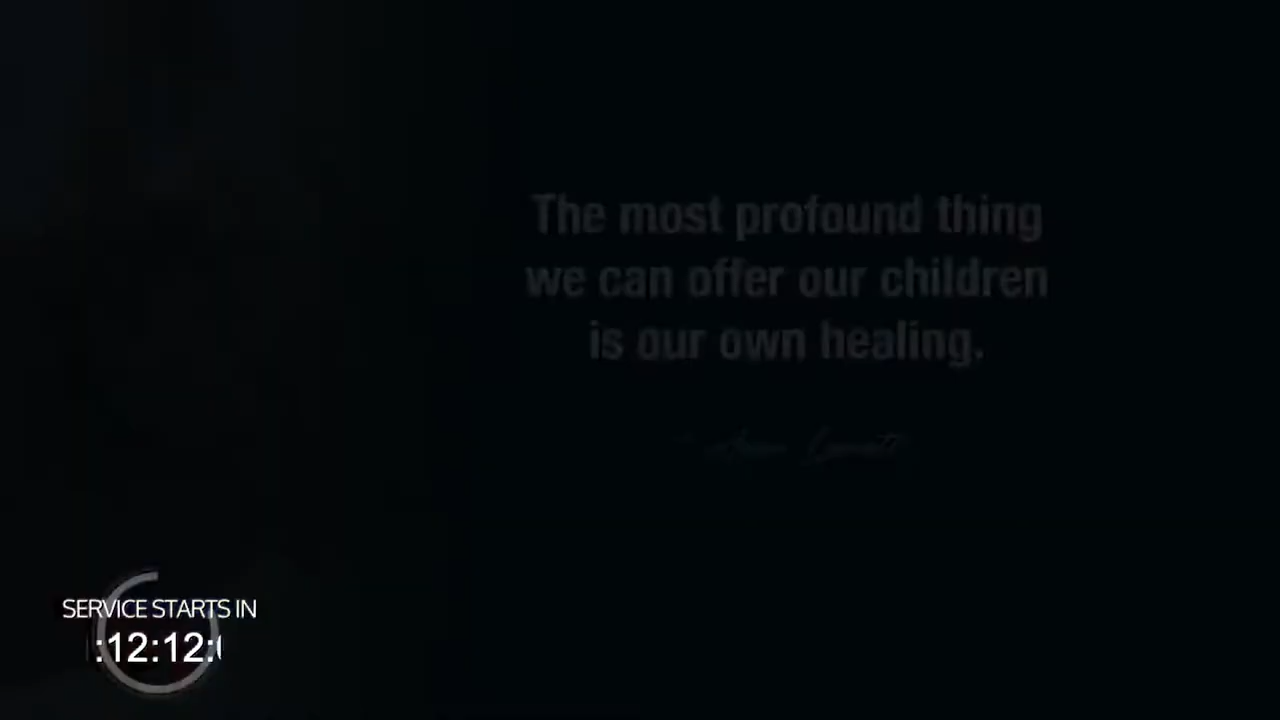 The most profound thing
we can offer our children
is our own healing.
SERVICE STARTS IN
:12:12: